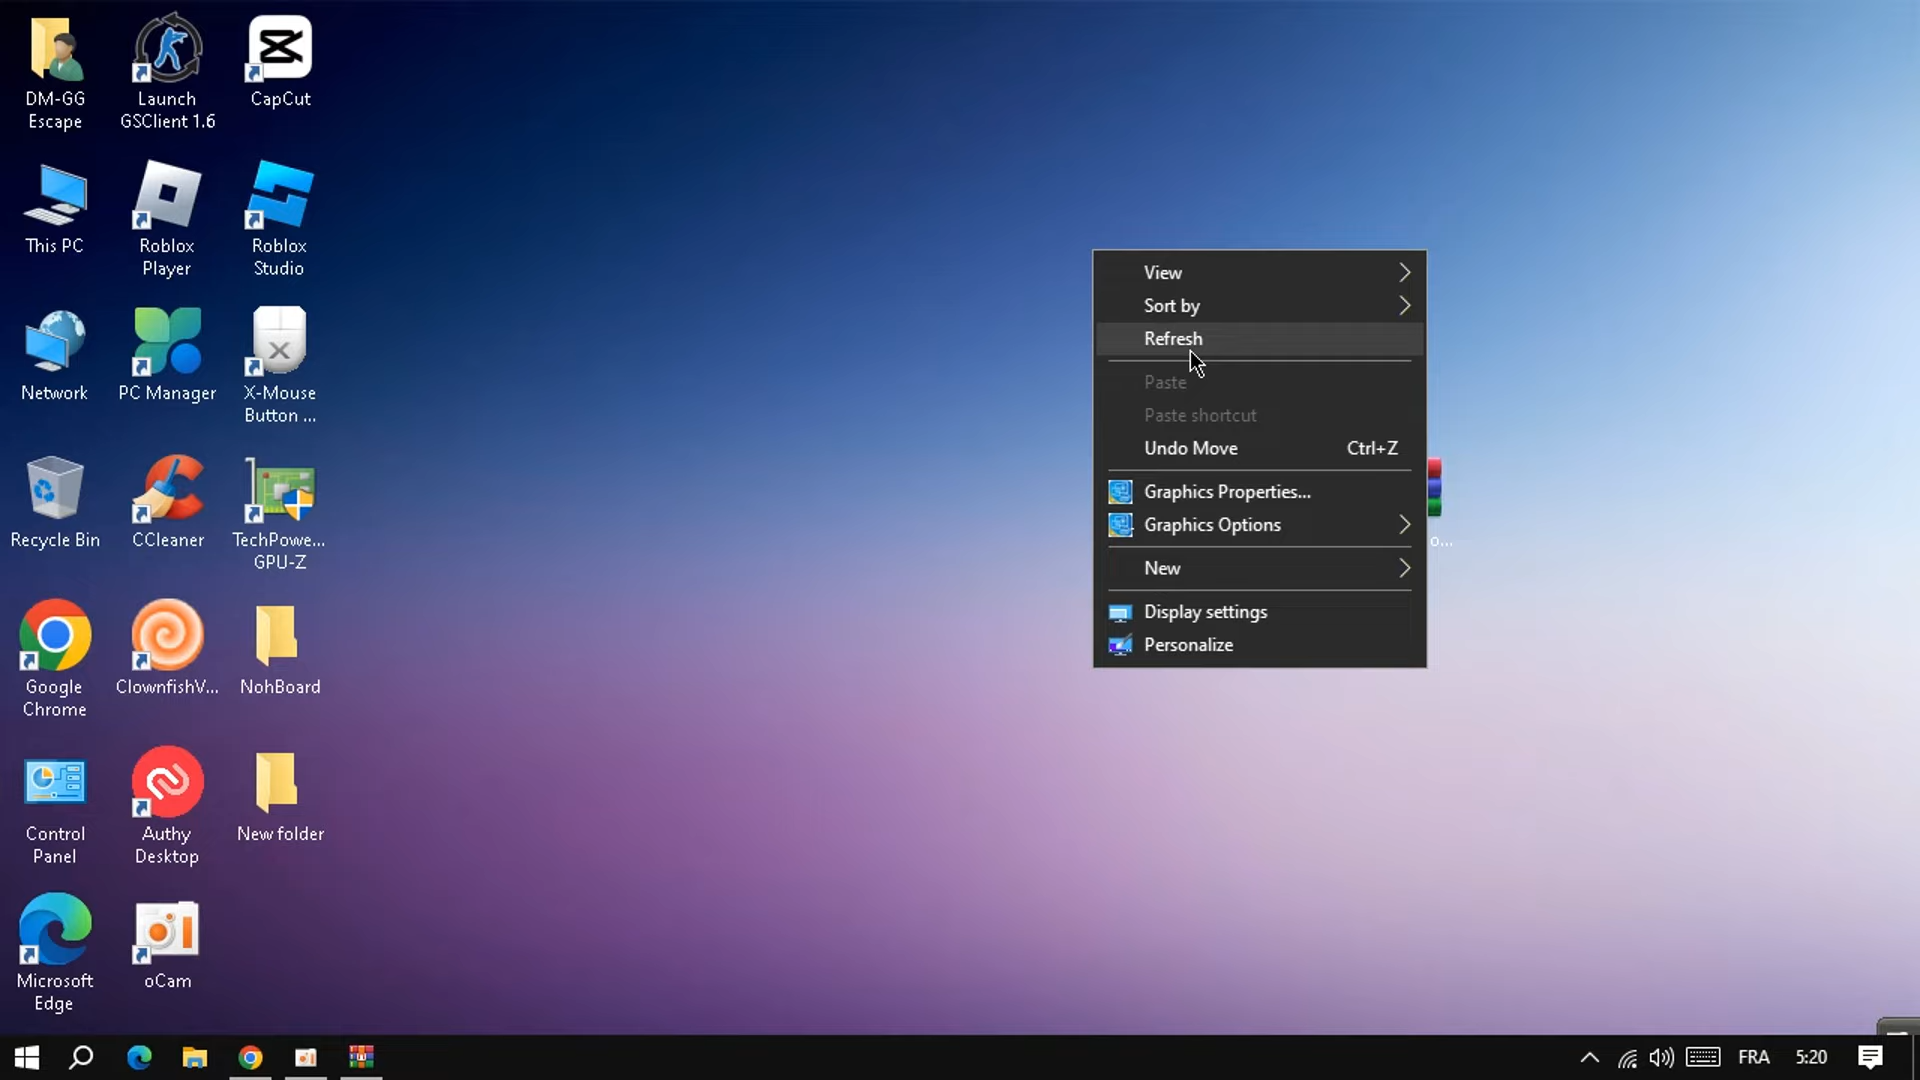 DM-GG
Escape
Launch
GSClient 1.6
CapCut
This PC
Roblox
Player
Roblox
Studio
Network
PC Manager
X-Mouse
Button ...
Recycle Bin
CCleaner
TechPowe...
GPU-Z
Google
Chrome
ClownfishV...
NohBoard
Control
Panel
Authy
Desktop
New folder
Microsoft
Edge
oCam
View
Sort by
Refresh
Paste
Paste shortcut
Undo Move Ctrl+Z
Graphics Properties...
Graphics Options
New
Display settings
Personalize
o...
FRA 5:20